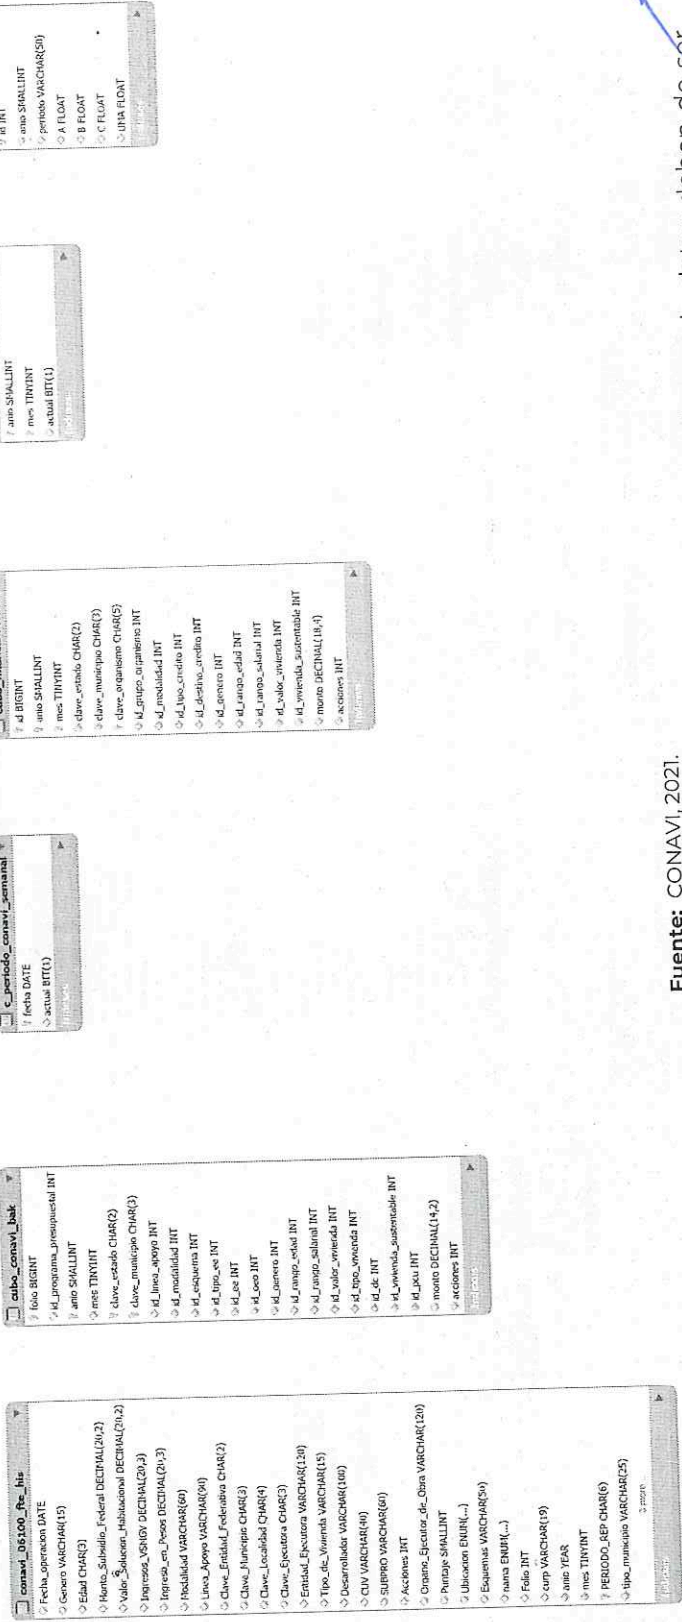 conavi_06100_fte_his
Fecha_operacion DATE
Genero VARCHAR(15)
Edad CHAR(3)
Monto_Subsidio_Federal DECIMAL(20,2)
Valor_Solucion_Habitacional DECIMAL(20,2)
Ingresos_VSMGV DECIMAL(20,3)
Ingreso_en_Pesos DECIMAL(20,3)
Modalidad VARCHAR(60)
Linea_Apoyo VARCHAR(90)
Clave_Entidad_Federativa CHAR(2)
Clave_Municipio CHAR(3)
Clave_Localidad CHAR(4)
Clave_Ejecutora CHAR(3)
Entidad_Ejecutora VARCHAR(120)
Tipo_de_Vivienda VARCHAR(15)
Desarrollador VARCHAR(100)
CUV VARCHAR(40)
SUBPRO VARCHAR(60)
Acciones INT
Organo_Ejecutor_de_Obra VARCHAR(120)
Puntaje SMALLINT
Ubicacion ENUM(...)
Esquemas VARCHAR(50)
nama ENUM(...)
Folio INT
curp VARCHAR(19)
anio YEAR
mes TINYINT
PERIODO_REP CHAR(6)
tipo_municipio VARCHAR(25)
cubo_conavi_bak
folio BIGINT
id_programa_presupuestal INT
anio SMALLINT
mes TINYINT
clave_estado CHAR(2)
clave_municipio CHAR(3)
id_linea_apoyo INT
id_modalidad INT
id_esquema INT
id_tipo_ee INT
id_ee INT
id_oeo INT
id_genero INT
id_rango_edad INT
id_rango_salarial INT
id_valor_vivienda INT
id_tipo_vivienda INT
id_dc INT
id_vivienda_sustentable INT
id_pcu INT
monto DECIMAL(14,2)
acciones INT
c_periodo_conavi_semanal
fecha DATE
actual BIT(1)
id BIGINT
anio SMALLINT
mes TINYINT
clave_estado CHAR(2)
clave_municipio CHAR(3)
clave_organismo CHAR(5)
id_grupo_organismo INT
id_modalidad INT
id_tipo_credito INT
id_destino_credito INT
id_genero INT
id_rango_edad INT
id_rango_salarial INT
id_valor_vivienda INT
id_vivienda_sustentable INT
monto DECIMAL(18,4)
acciones INT
anio SMALLINT
mes TINYINT
actual BIT(1)
id INT
anio SMALLINT
periodo VARCHAR(50)
A FLOAT
B FLOAT
C FLOAT
UMA FLOAT
Fuente: CONAVI, 2021.